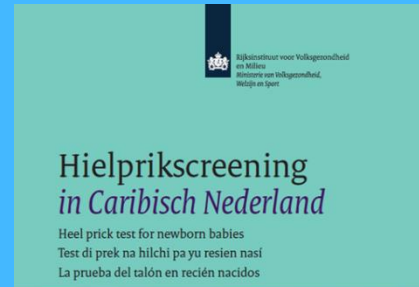 Rijksinstituut voor Volksgezondheid
en Milieu
Ministerie van Volksgezondheid,
Welzijn en Sport
Hielprikscreening
in Caribisch Nederland
Heel prick test for newborn babies
Test di prek na hilchi pa yu resien nasí
La prueba del talón en recién nacidos